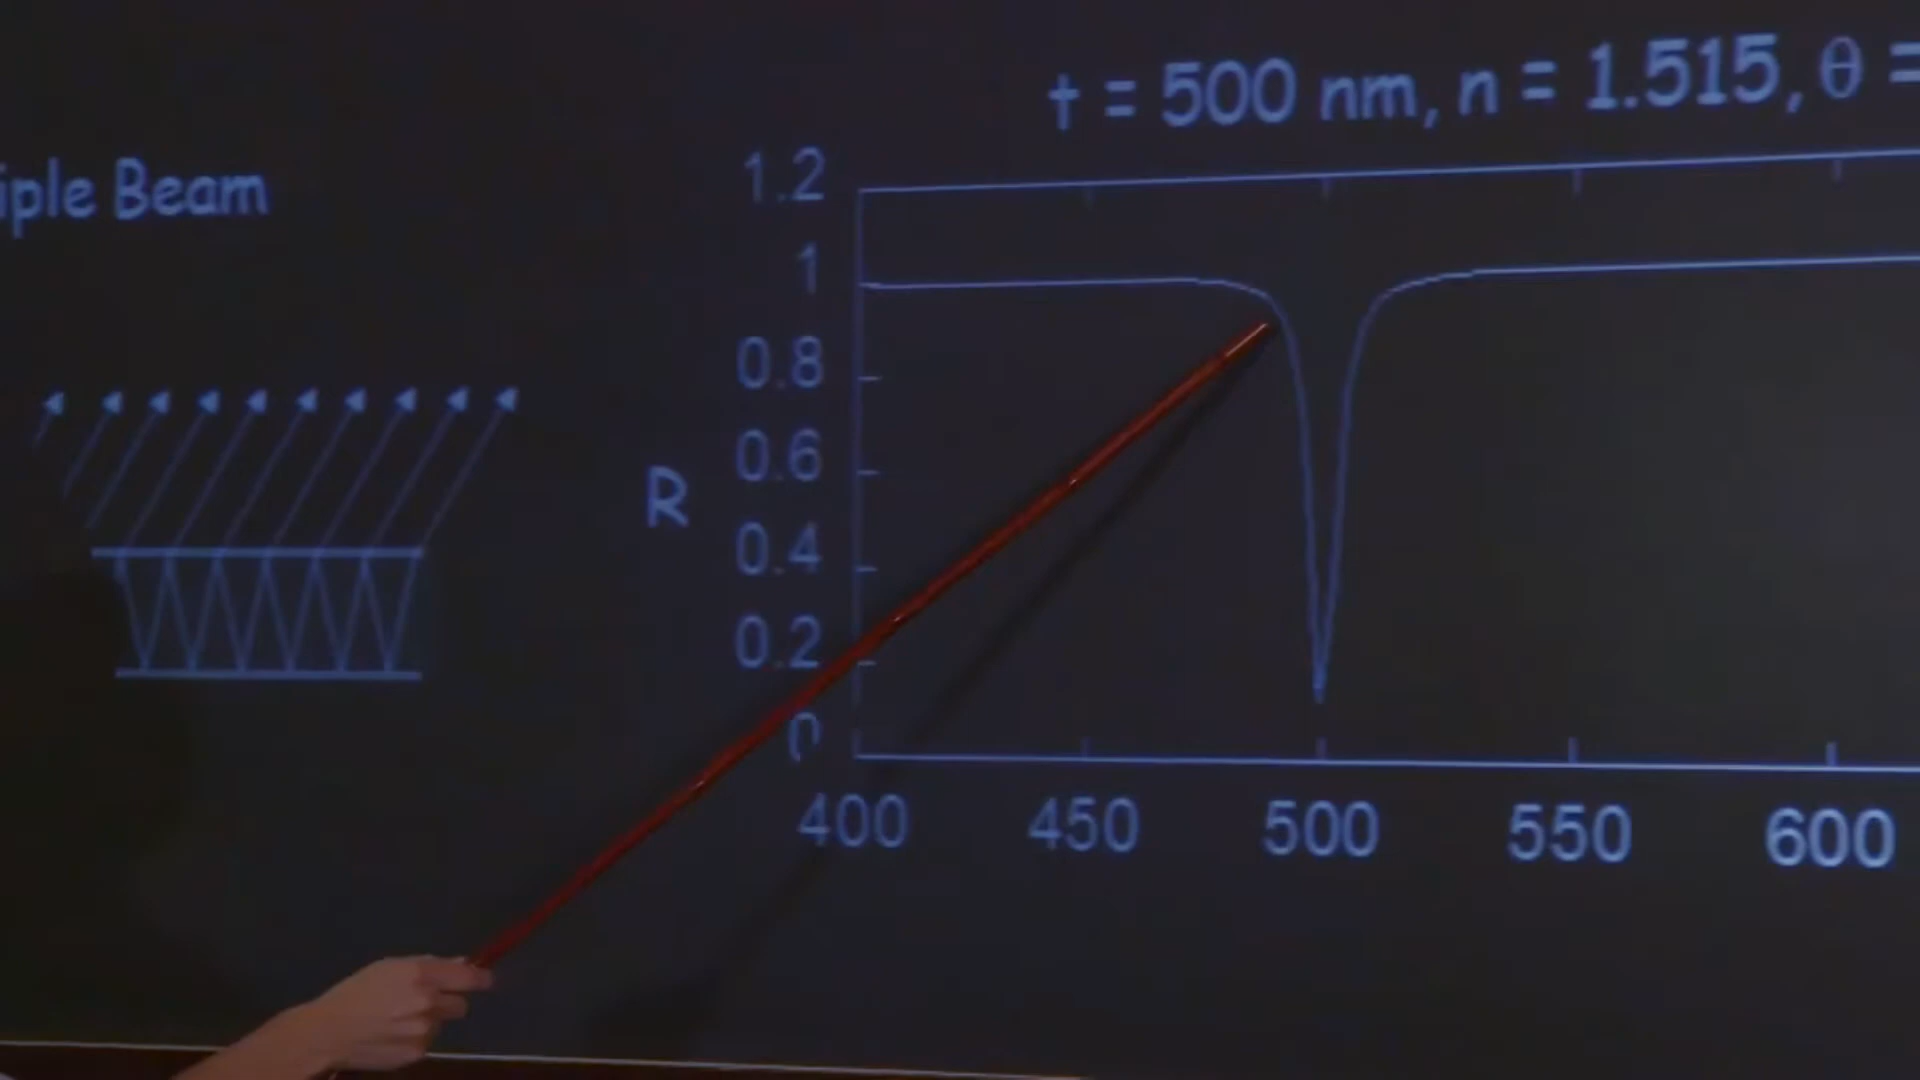 t = 500 nm, n = 1.515, θ =
iple Beam
1.2
1
0.8
0.6
R
0.4
0.2
0
400 450 500 550 600